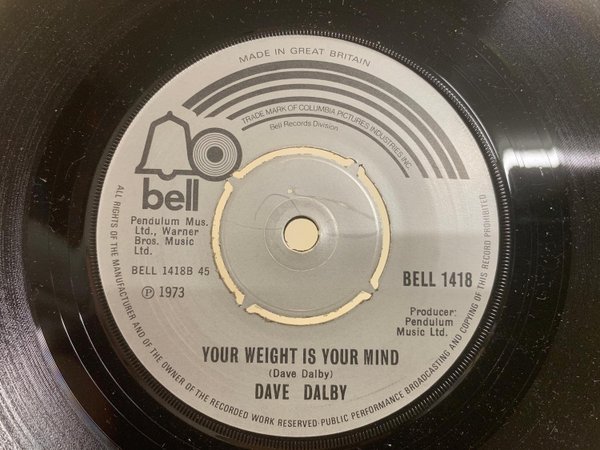 MADE IN GREAT BRITAIN
TRADE MARK OF COLUMBIA PICTURES INDUSTRIES, INC.
Bell Records Division
bell
Pendulum Mus.
Ltd., Warner
Bros. Music
Ltd.
BELL 1418B 45
Ⓟ 1973
BELL 1418
Producer:
Pendulum
Music Ltd.
YOUR WEIGHT IS YOUR MIND
(Dave Dalby)
DAVE DALBY
ALL RIGHTS OF THE MANUFACTURER AND OF THE OWNER OF THE RECORDED WORK RESERVED·PUBLIC PERFORMANCE BROADCASTING AND COPYING OF THIS RECORD PROHIBITED